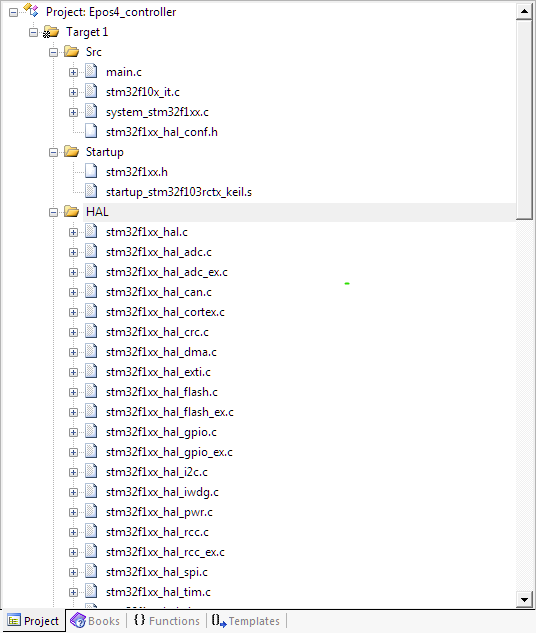 Project: Epos4_controller
Target 1
Src
main.c
stm32f10x_it.c
system_stm32f1xx.c
stm32f1xx_hal_conf.h
Startup
stm32f1xx.h
startup_stm32f103rctx_keil.s
HAL
stm32f1xx_hal.c
stm32f1xx_hal_adc.c
stm32f1xx_hal_adc_ex.c
stm32f1xx_hal_can.c
stm32f1xx_hal_cortex.c
stm32f1xx_hal_crc.c
stm32f1xx_hal_dma.c
stm32f1xx_hal_exti.c
stm32f1xx_hal_flash.c
stm32f1xx_hal_flash_ex.c
stm32f1xx_hal_gpio.c
stm32f1xx_hal_gpio_ex.c
stm32f1xx_hal_i2c.c
stm32f1xx_hal_iwdg.c
stm32f1xx_hal_pwr.c
stm32f1xx_hal_rcc.c
stm32f1xx_hal_rcc_ex.c
stm32f1xx_hal_spi.c
stm32f1xx_hal_tim.c
Project Books {} Functions 0 Templates